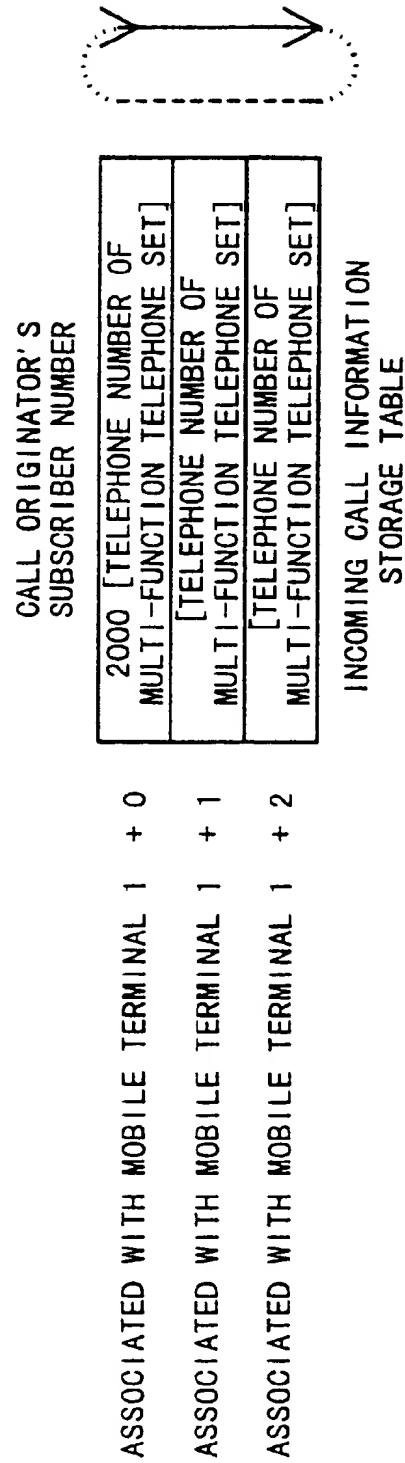 CALL ORIGINATOR'S
SUBSCRIBER NUMBER
ASSOCIATED WITH MOBILE TERMINAL 1 + 0
2000 [TELEPHONE NUMBER OF
MULTI-FUNCTION TELEPHONE SET]
ASSOCIATED WITH MOBILE TERMINAL 1 + 1
[TELEPHONE NUMBER OF
MULTI-FUNCTION TELEPHONE SET]
ASSOCIATED WITH MOBILE TERMINAL 1 + 2
[TELEPHONE NUMBER OF
MULTI-FUNCTION TELEPHONE SET]
INCOMING CALL INFORMATION
STORAGE TABLE